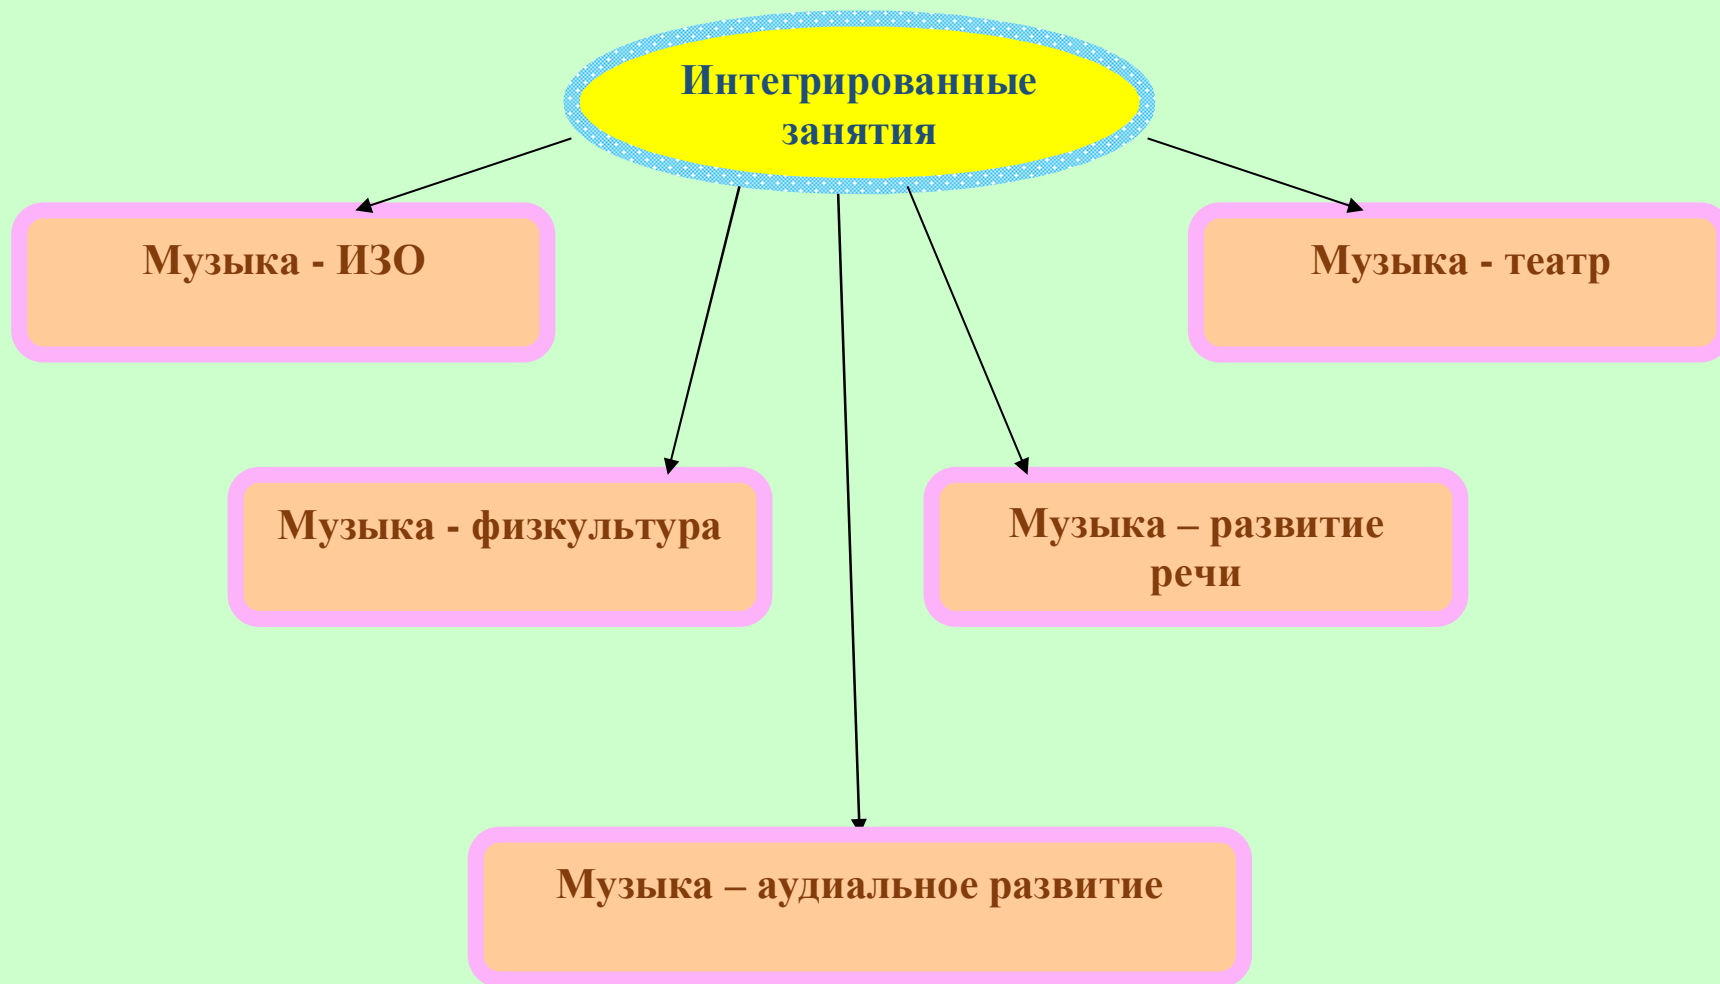 Интегрированные
занятия
Музыка - ИЗО
Музыка - театр
Музыка - физкультура
Музыка – развитие
речи
Музыка – аудиальное развитие